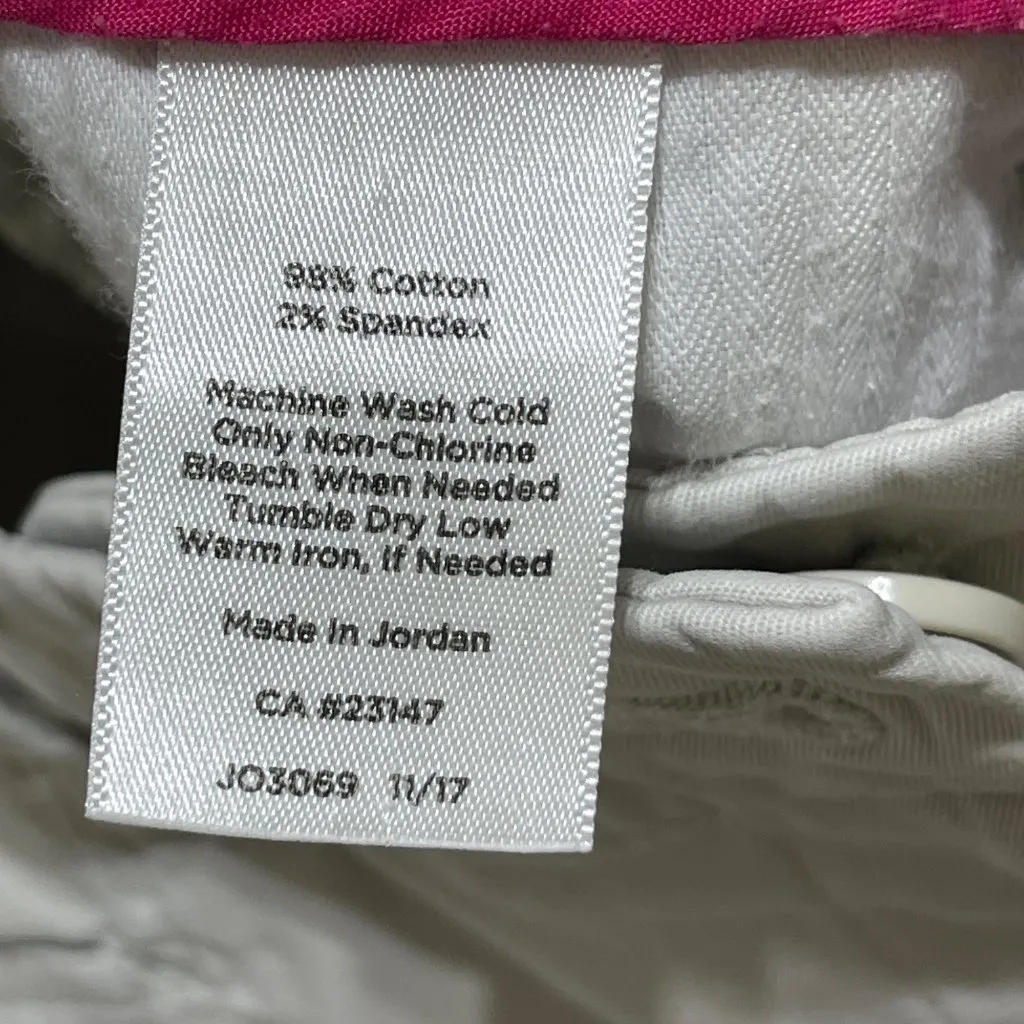 98% Cotton
2% Spandex
Machine Wash Cold
Only Non-Chlorine
Bleach When Needed
Tumble Dry Low
Warm Iron, If Needed
Made In Jordan
CA #23147
JO3069 11/17